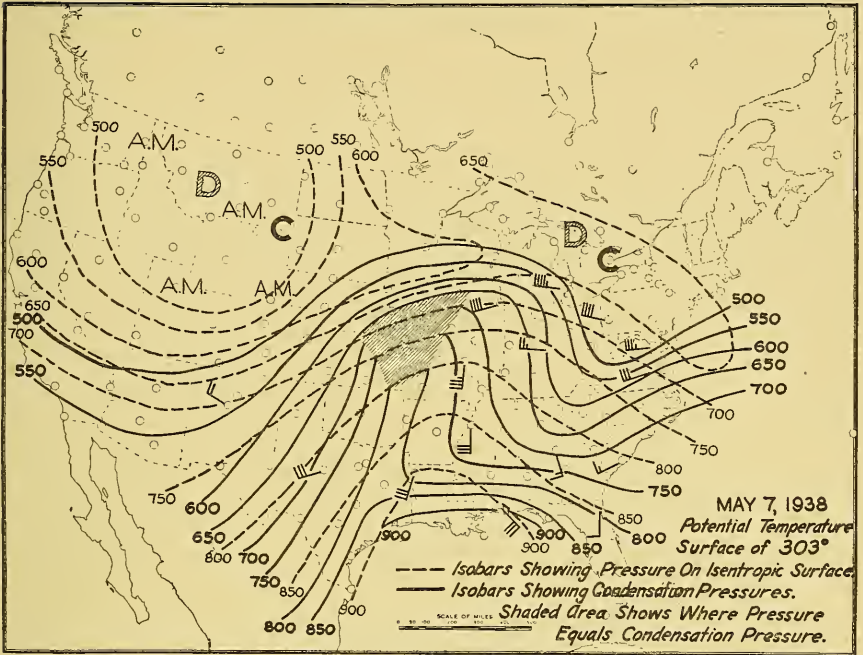 500
A.M.
550
D
A.M.
C
500
550
600
650
D
C
600
A.M.
A.M.
650
500
700
550
500
550
600
650
700
700
750
800
750
750
600
650
800
700
750
850
800
850
900
900
900
900
850
850
800
MAY 7, 1938
Potential Temperature
Surface of 303°
Isobars Showing Pressure On Isentropic Surface.
Isobars Showing Condensation Pressures.
SCALE OF MILES
Shaded Area Shows Where Pressure
Equals Condensation Pressure.